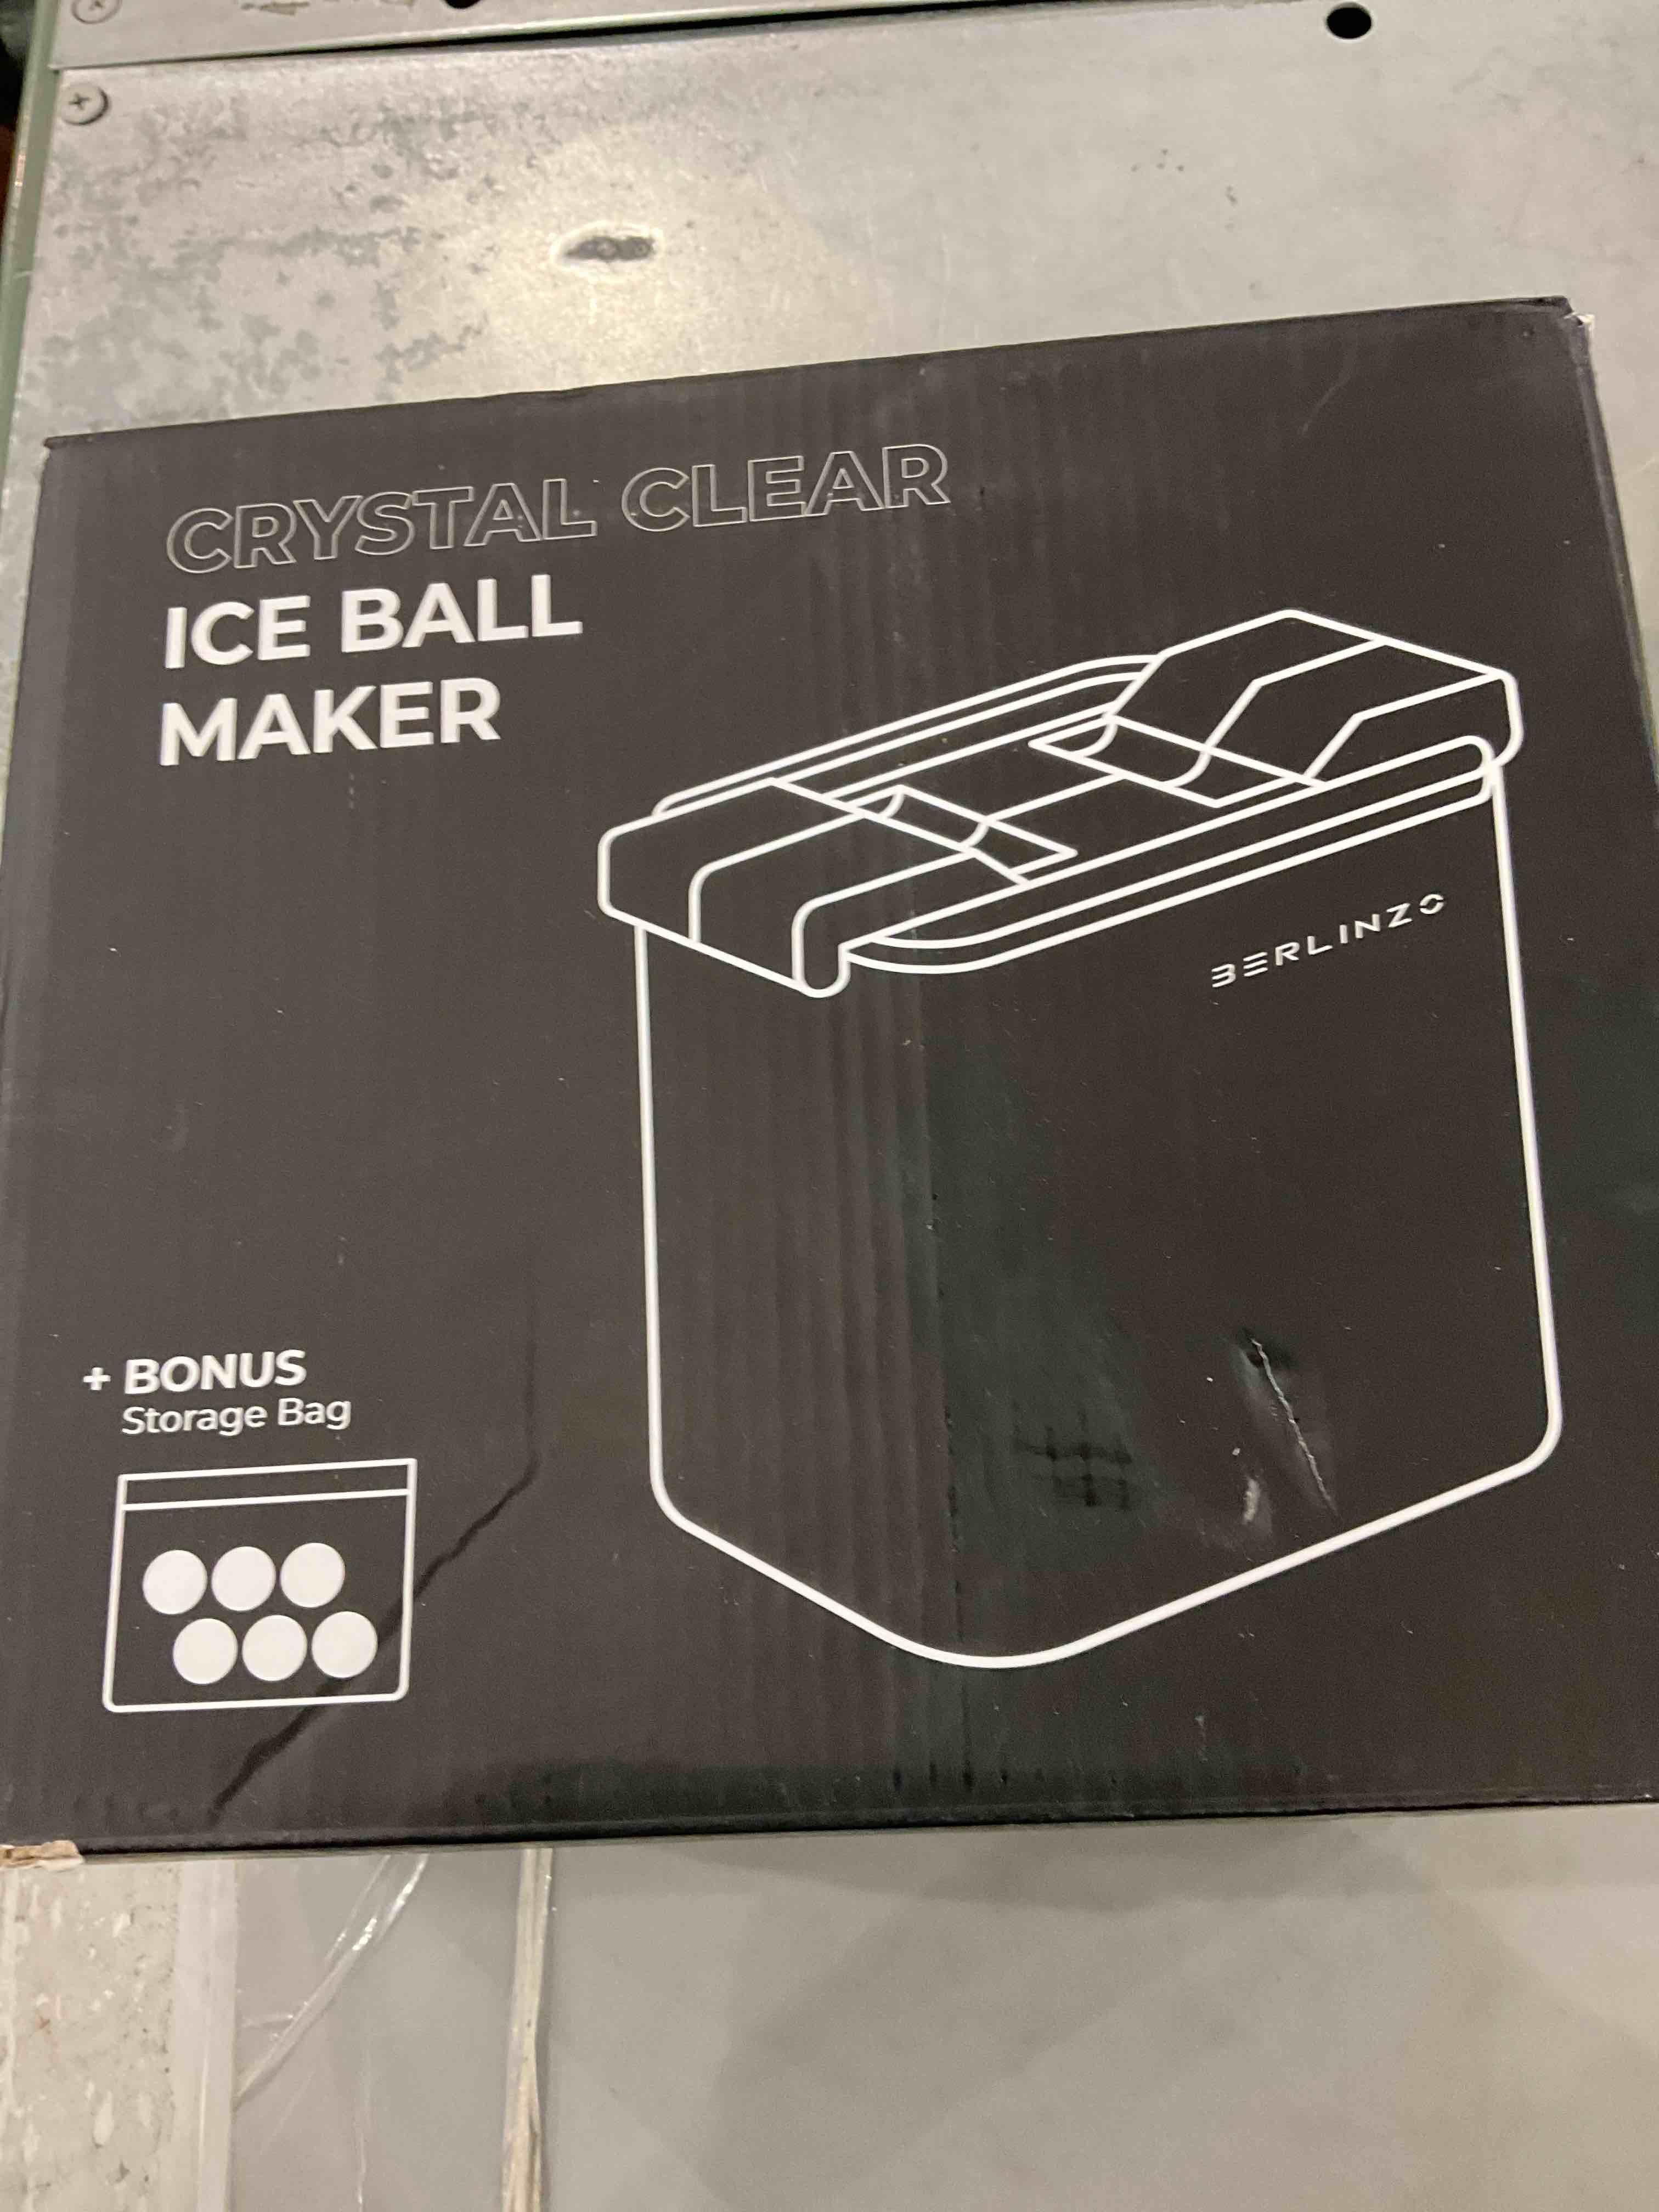 CRYSTAL CLEAR
ICE BALL
MAKER
BERLINZO
+ BONUS
Storage Bag